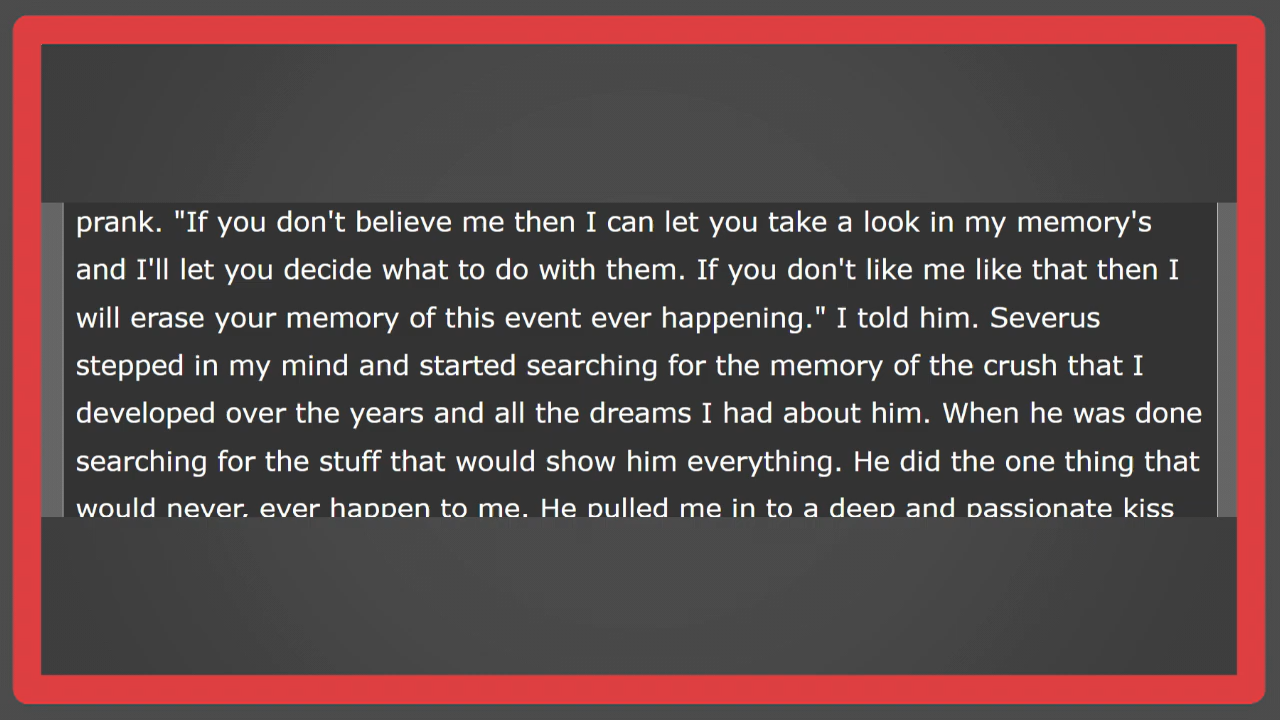 prank. "If you don't believe me then I can let you take a look in my memory's
and I'll let you decide what to do with them. If you don't like me like that then I
will erase your memory of this event ever happening." I told him. Severus
stepped in my mind and started searching for the memory of the crush that I
developed over the years and all the dreams I had about him. When he was done
searching for the stuff that would show him everything. He did the one thing that
would never, ever happen to me. He pulled me in to a deep and passionate kiss